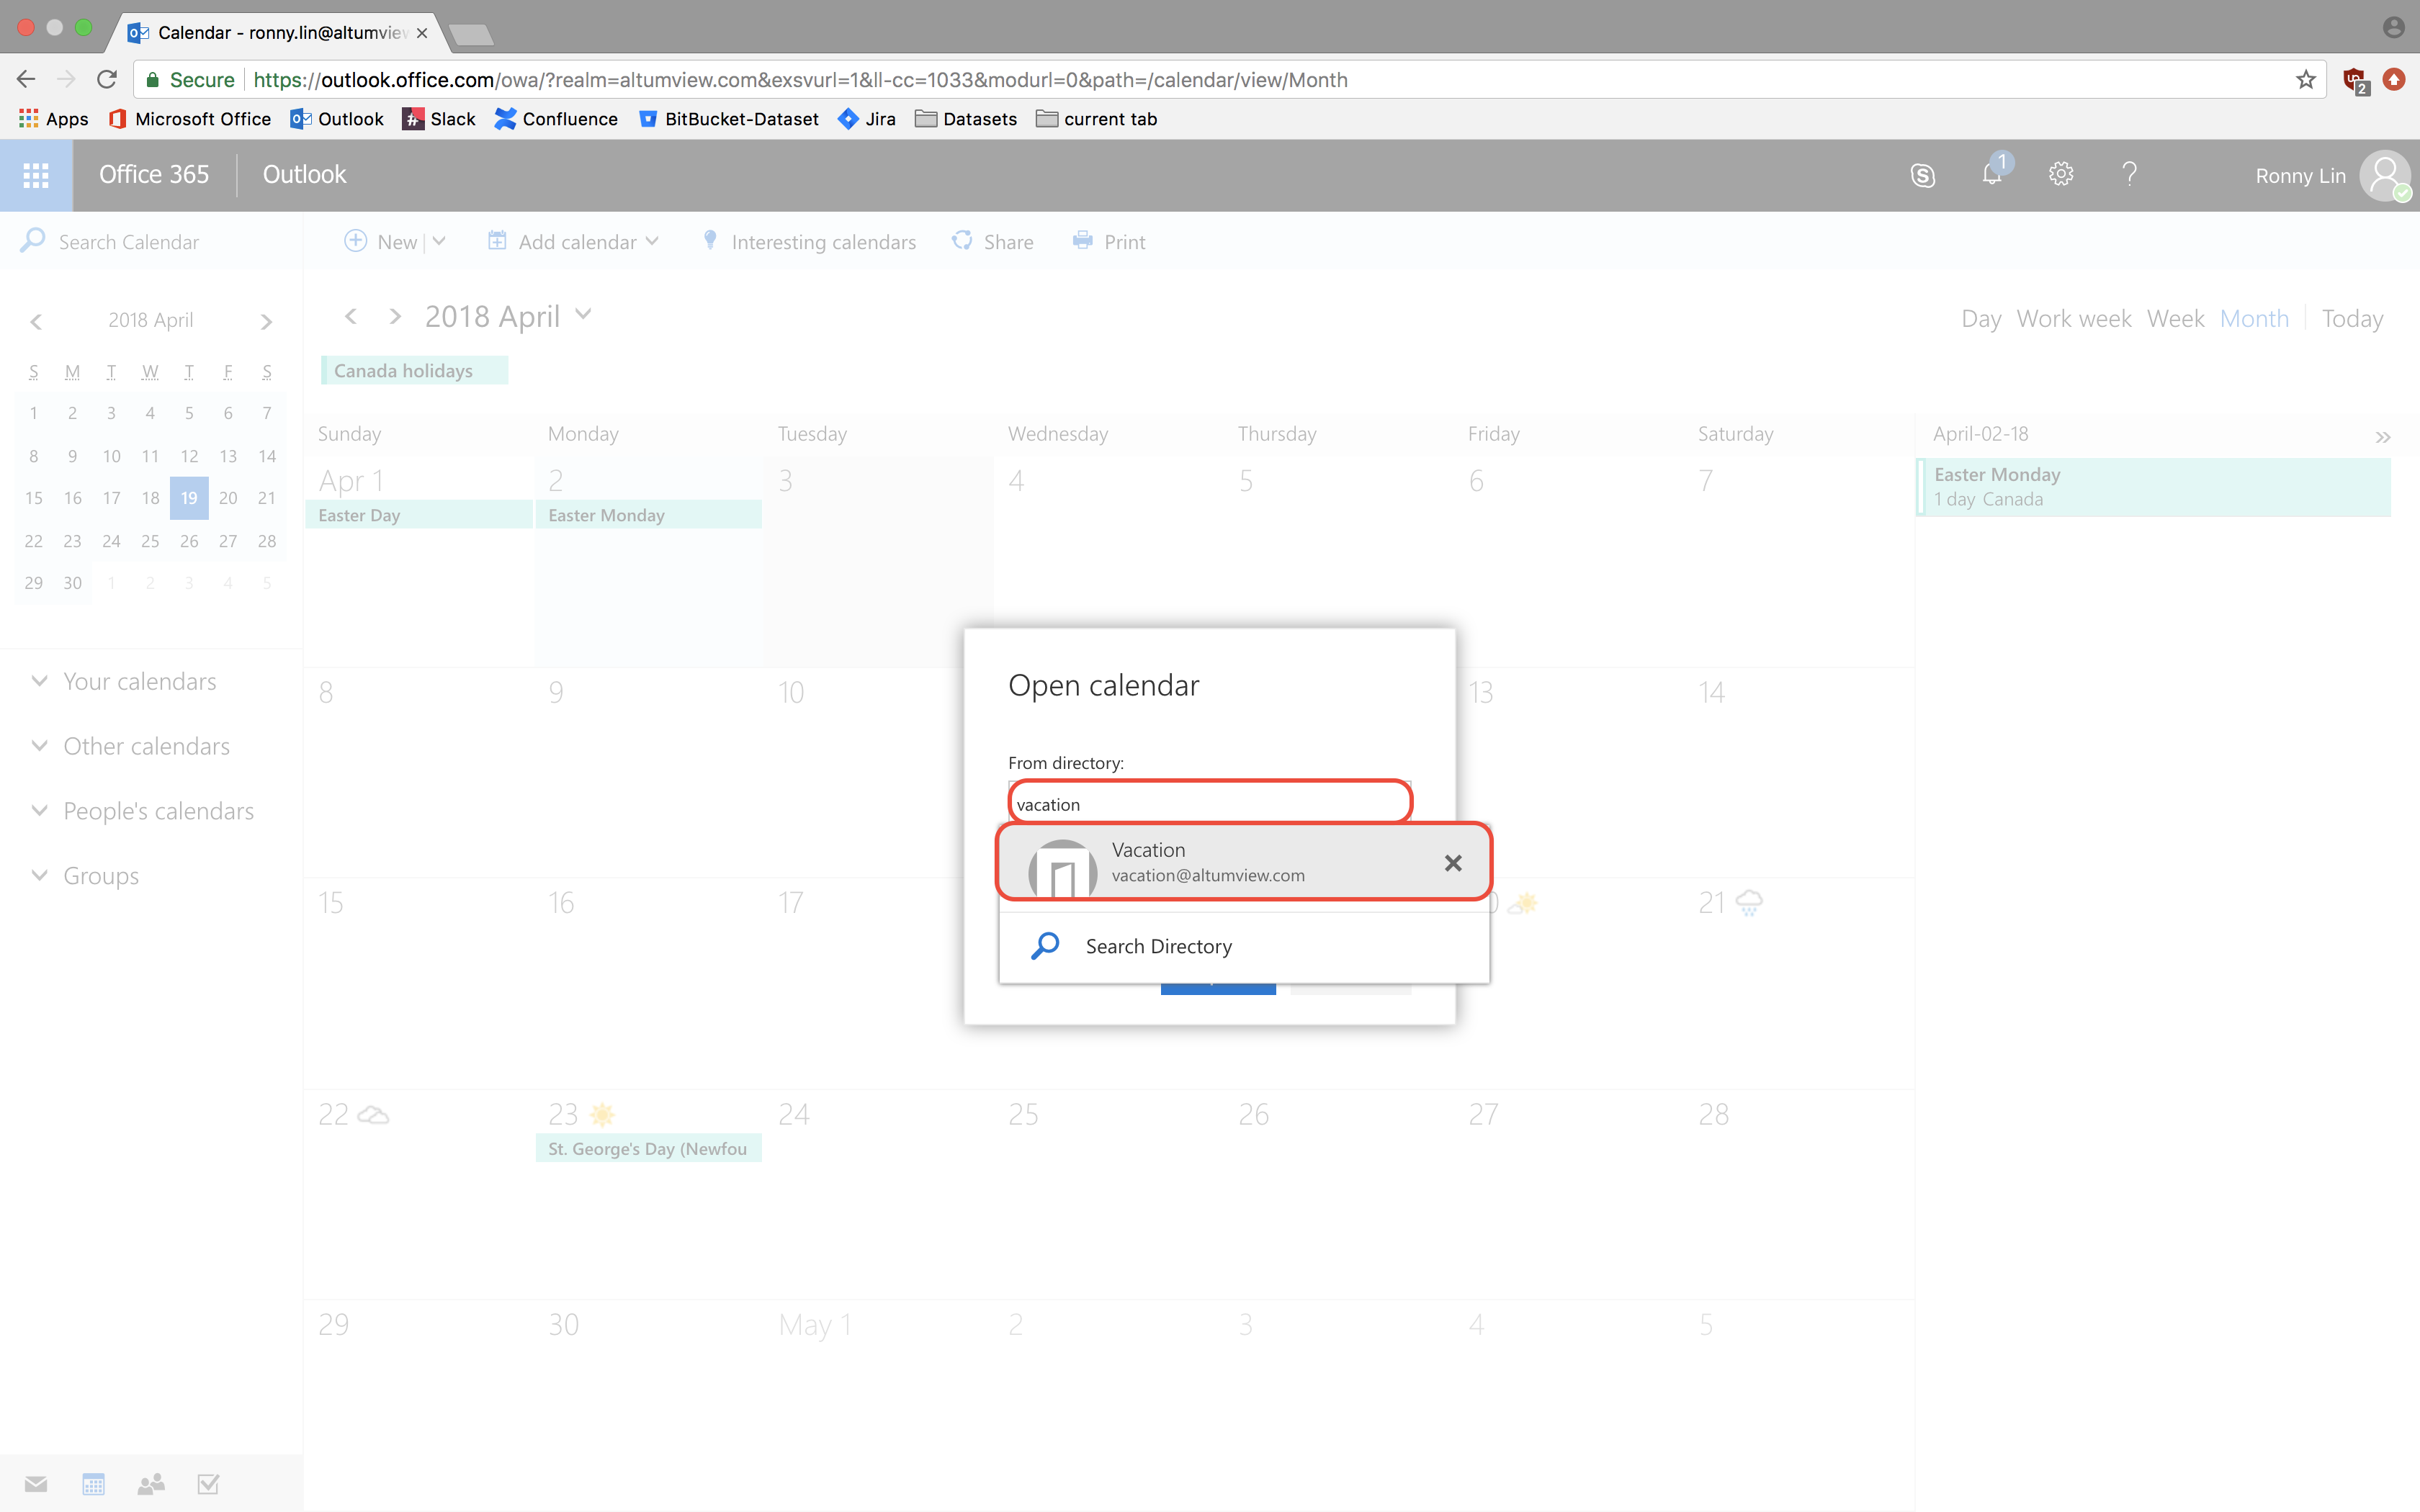 Calendar - ronny.lin@altumview
Secure https://outlook.office.com/owa/?realm=altumview.com&exsvurl=1&ll-cc=1033&modurl=0&path=/calendar/view/Month
2
Apps Microsoft Office Outlook Slack Confluence BitBucket-Dataset Jira Datasets current tab
Office 365 Outlook 1 ? Ronny Lin
Search Calendar New Add calendar Interesting calendars Share Print
2018 April
S M T W T F S
1 2 3 4 5 6 7
8 9 10 11 12 13 14
15 16 17 18 19 20 21
22 23 24 25 26 27 28
29 30 1 2 3 4 5
Your calendars
Other calendars
People's calendars
Groups
2018 April Day Work week Week Month Today
Canada holidays
Sunday Monday Tuesday Wednesday Thursday Friday Saturday April-02-18
Apr 1 2 3 4 5 6 7
Easter Day Easter Monday
Easter Monday
1 day Canada
8 9 10 13 14
15 16 17 21
22 23 24 25 26 27 28
St. George's Day (Newfou
29 30 May 1 2 3 4 5
Open calendar
From directory:
vacation
Vacation
vacation@altumview.com
Search Directory